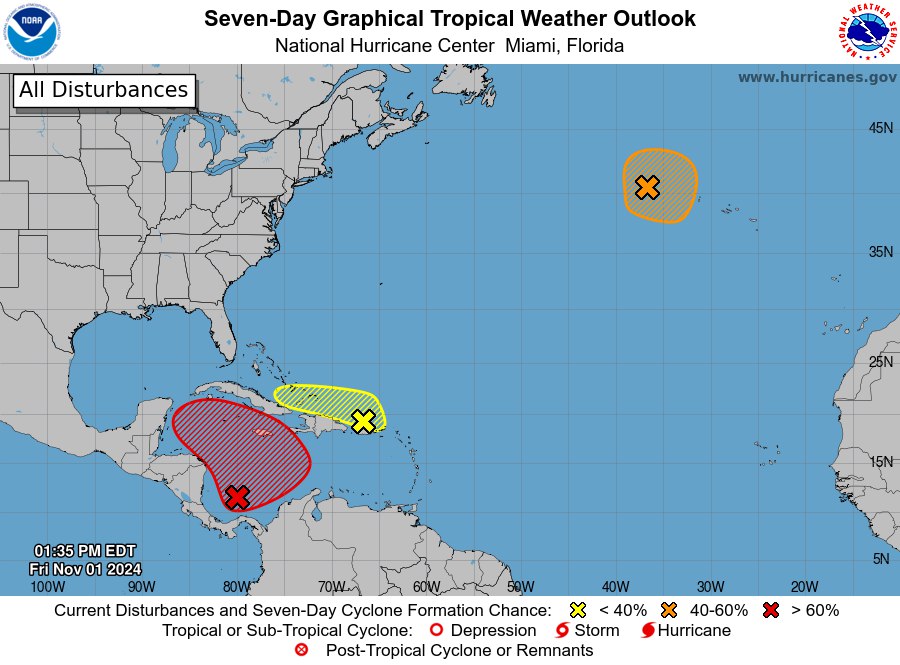 Seven-Day Graphical Tropical Weather Outlook
National Hurricane Center Miami, Florida
NOAA
NATIONAL WEATHER SERVICE
www.hurricanes.gov
All Disturbances
45N
35N
25N
15N
5N
01:35 PM EDT
Fri Nov 01 2024
100W 90W 80W 70W 60W 50W 40W 30W 20W
Current Disturbances and Seven-Day Cyclone Formation Chance: < 40% 40-60% > 60%
Tropical or Sub-Tropical Cyclone: Depression Storm Hurricane
Post-Tropical Cyclone or Remnants